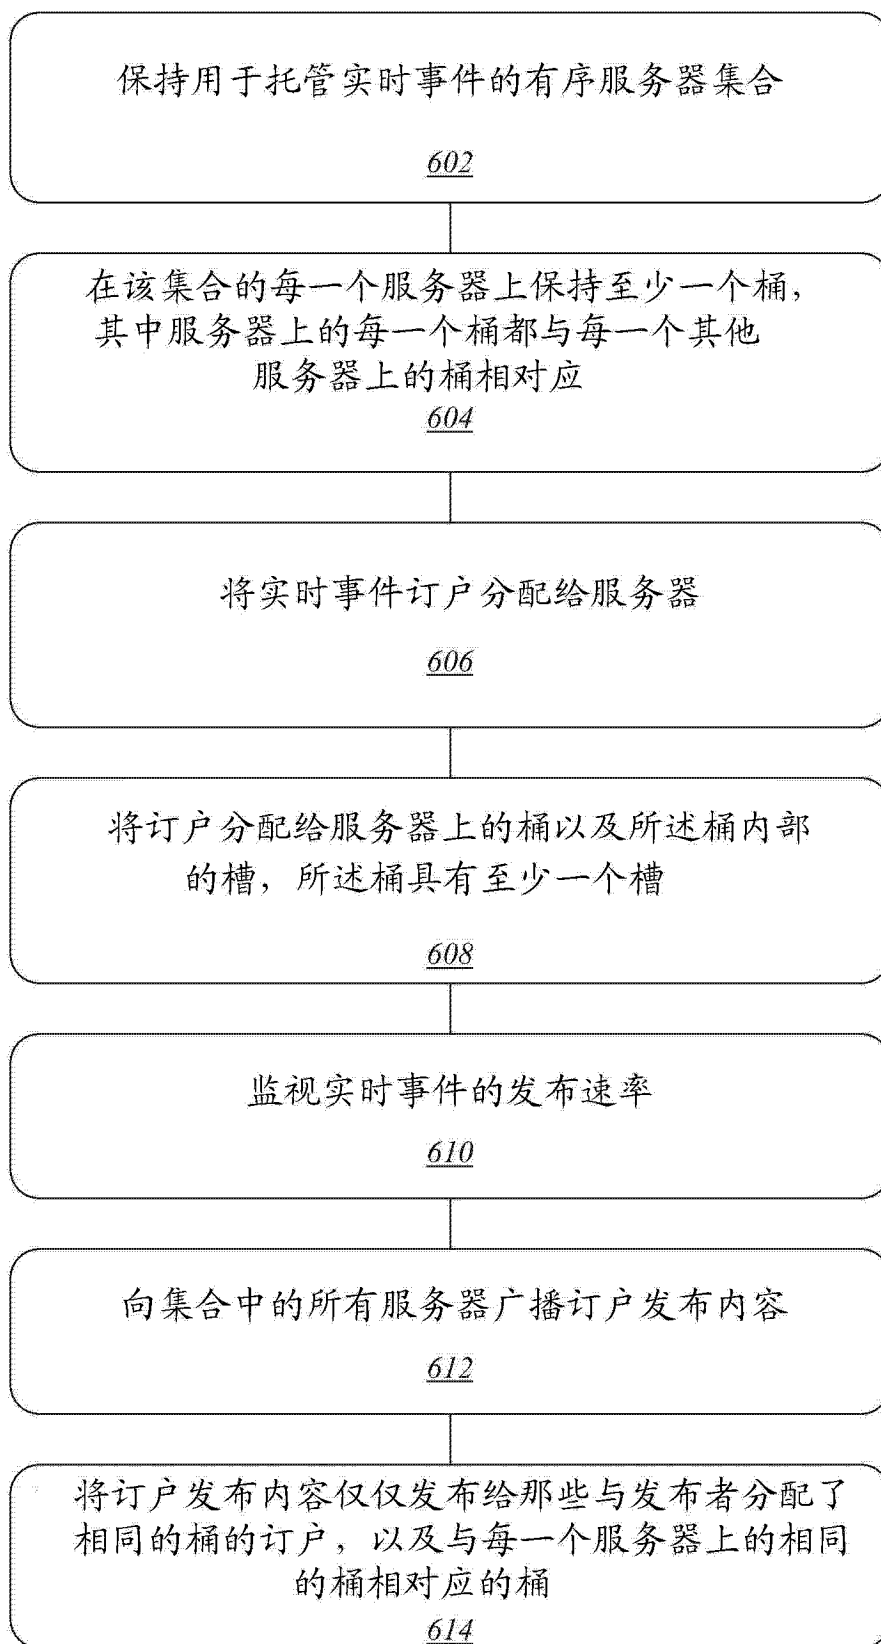 保持用于托管实时事件的有序服务器集合
602
在该集合的每一个服务器上保持至少一个桶，
其中服务器上的每一个桶都与每一个其他
服务器上的桶相对应
604
将实时事件订户分配给服务器
606
将订户分配给服务器上的桶以及所述桶内部
的槽，所述桶具有至少一个槽
608
监视实时事件的发布速率
610
向集合中的所有服务器广播订户发布内容
612
将订户发布内容仅仅发布给那些与发布者分配了
相同的桶的订户，以及与每一个服务器上的相同
的桶相对应的桶
614